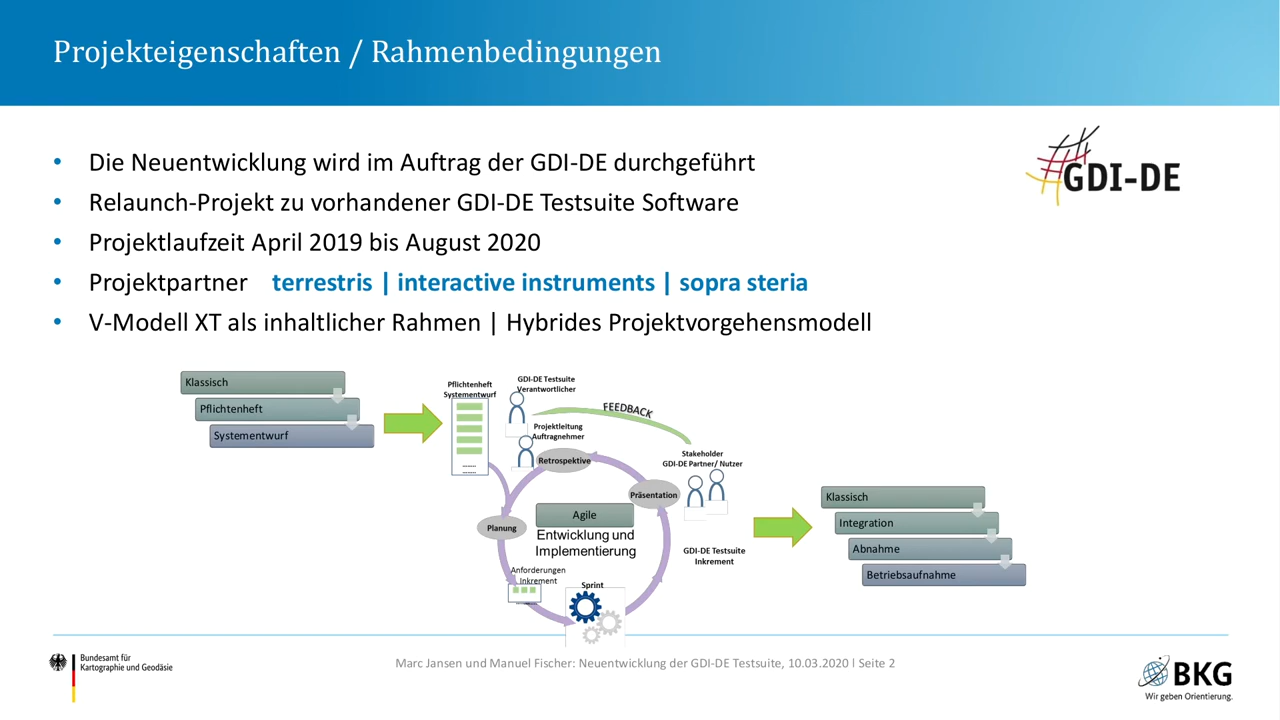 Projekteigenschaften / Rahmenbedingungen
GDI-DE
• Die Neuentwicklung wird im Auftrag der GDI-DE durchgeführt
• Relaunch-Projekt zu vorhandener GDI-DE Testsuite Software
• Projektlaufzeit April 2019 bis August 2020
• Projektpartner terrestris | interactive instruments | sopra steria
• V-Modell XT als inhaltlicher Rahmen | Hybrides Projektvorgehensmodell
Klassisch
Pflichtenheft
Systementwurf
Pflichtenheft
Systementwurf
GDI-DE Testsuite
Verantwortlicher
FEEDBACK
Projektleitung
Auftragnehmer
Retrospektive
Stakeholder
GDI-DE Partner/ Nutzer
Präsentation
Planung
Agile
Entwicklung und
Implementierung
GDI-DE Testsuite
Inkrement
Anforderungen
Inkrement
Sprint
Klassisch
Integration
Abnahme
Betriebsaufnahme
Bundesamt für
Kartographie und Geodäsie
Marc Jansen und Manuel Fischer: Neuentwicklung der GDI-DE Testsuite, 10.03.2020 I Seite 2
BKG
Wir geben Orientierung.